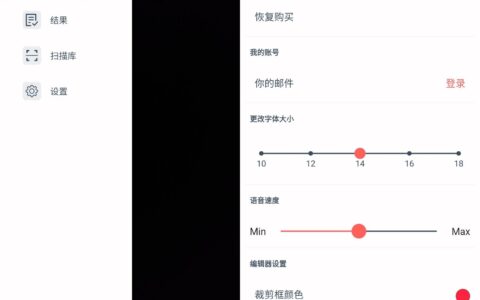 结果
扫描库
设置
恢复购买
我的账号
你的邮件 登录
更改字体大小
10 12 14 16 18
语音速度
Min Max
编辑器设置
裁剪框颜色